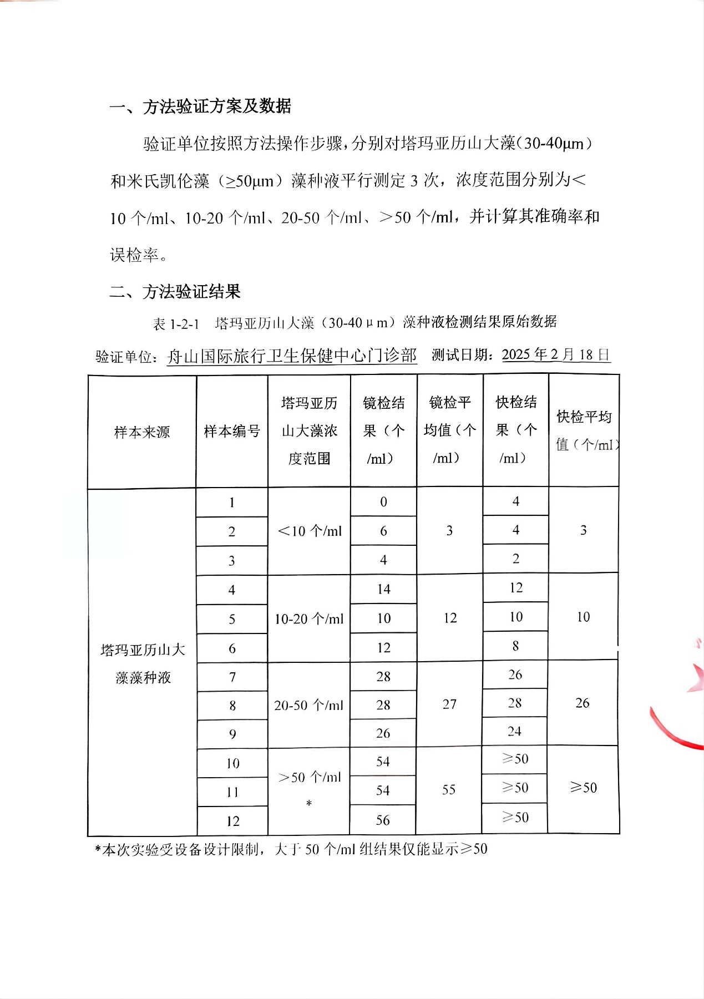 一、方法验证方案及数据
验证单位按照方法操作步骤，分别对塔玛亚历山大藻（30-40μm）
和米氏凯伦藻（≥50μm）藻种液平行测定 3 次，浓度范围分别为＜
10 个/ml、10-20 个/ml、20-50 个/ml、＞50 个/ml，并计算其准确率和
误检率。
二、方法验证结果
表 1-2-1 塔玛亚历山大藻（30-40μm）藻种液检测结果原始数据
验证单位：舟山国际旅行卫生保健中心门诊部 测试日期：2025 年 2 月 18 日
样本来源 样本编号 塔玛亚历山大藻浓度范围 镜检结果（个/ml） 镜检平均值（个/ml） 快检结果（个/ml） 快检平均值（个/ml）
塔玛亚历山大藻藻种液
1 ＜10 个/ml 0 3 4 3
2 6 4
3 4 2
4 10-20 个/ml 14 12 12 10
5 10 10
6 12 8
7 20-50 个/ml 28 27 26 26
8 28 28
9 26 24
10 ＞50 个/ml* 54 55 ≥50 ≥50
11 54 ≥50
12 56 ≥50
*本次实验受设备设计限制，大于 50 个/ml 组结果仅能显示≥50